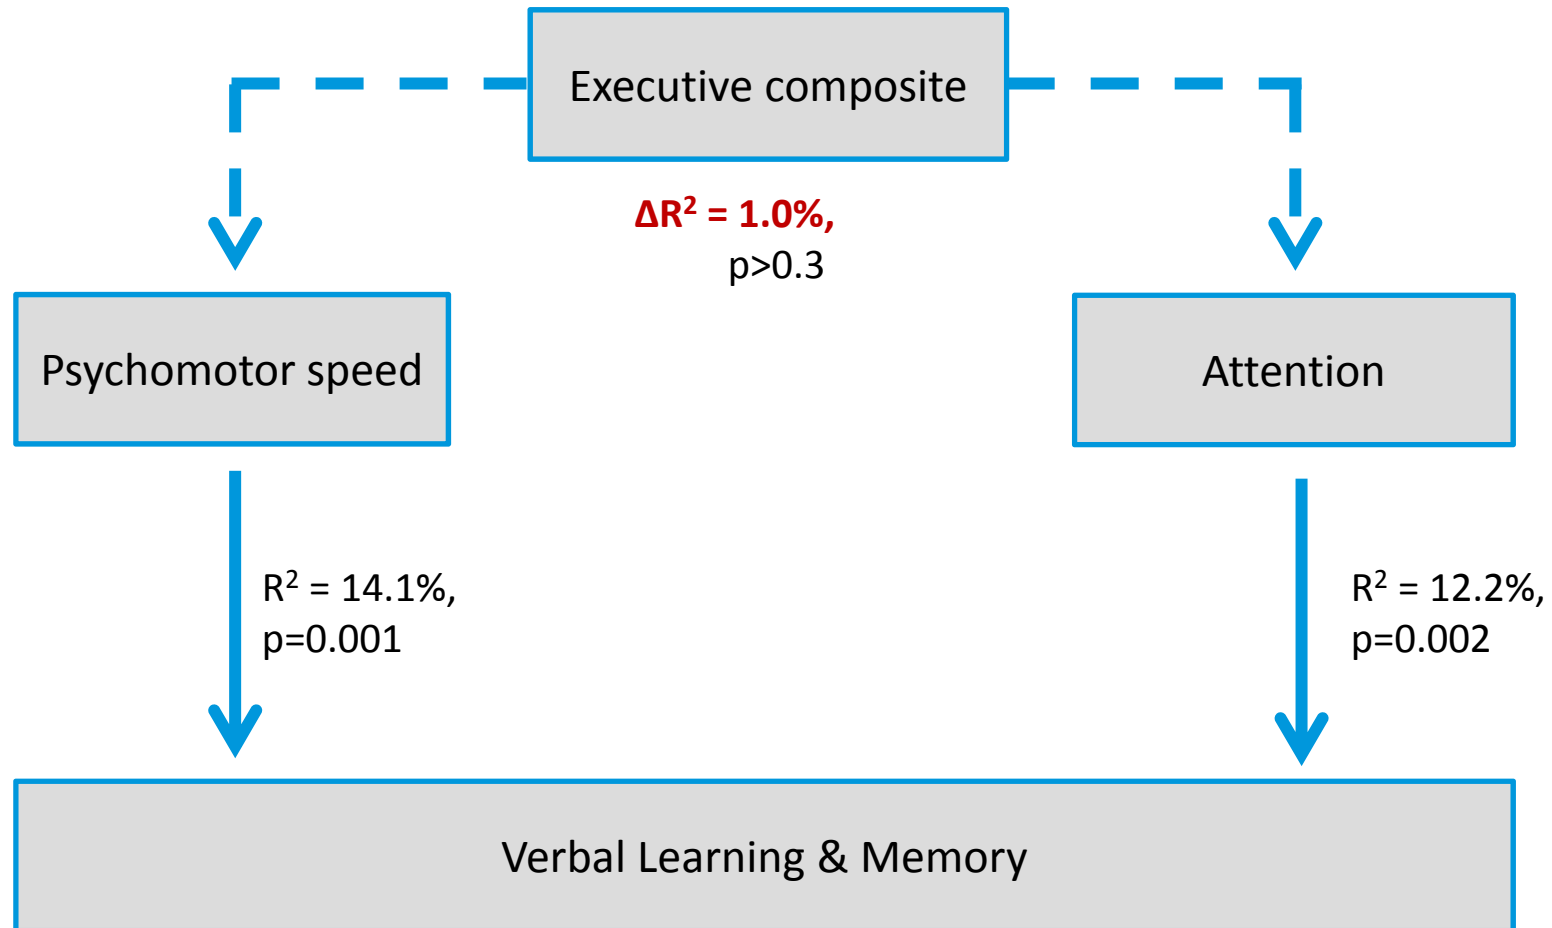 Executive composite
ΔR² = 1.0%,
p>0.3
Psychomotor speed
Attention
R² = 14.1%,
p=0.001
R² = 12.2%,
p=0.002
Verbal Learning & Memory